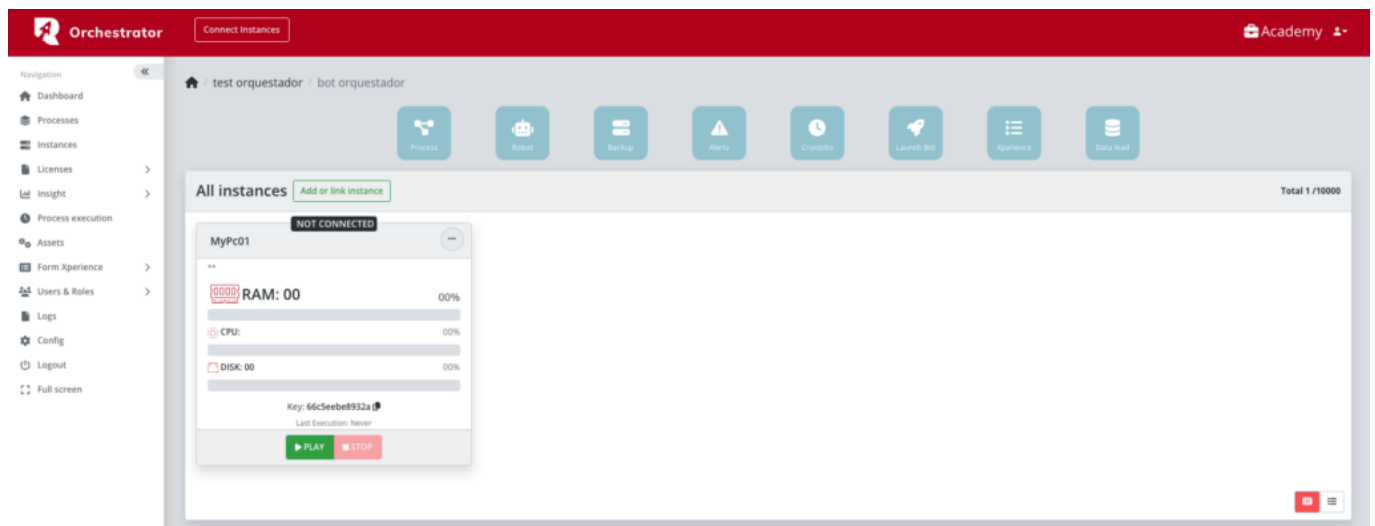 Orchestrator
Connect Instances
Academy
Navigation
Dashboard
Processes
Instances
Licenses
Insight
Process execution
Assets
Form Xperience
Users & Roles
Logs
Config
Logout
Full screen
/ test orquestador / bot orquestador
Process
Robot
Backup
Alerts
Cronjobs
Launch Bot
Xperience
Data load
All instances
Add or link instance
Total 1 /10000
NOT CONNECTED
MyPc01
**
RAM: 00
00%
CPU:
00%
DISK: 00
00%
Key: 66c5eebe8932a
Last Execution: Never
PLAY
STOP